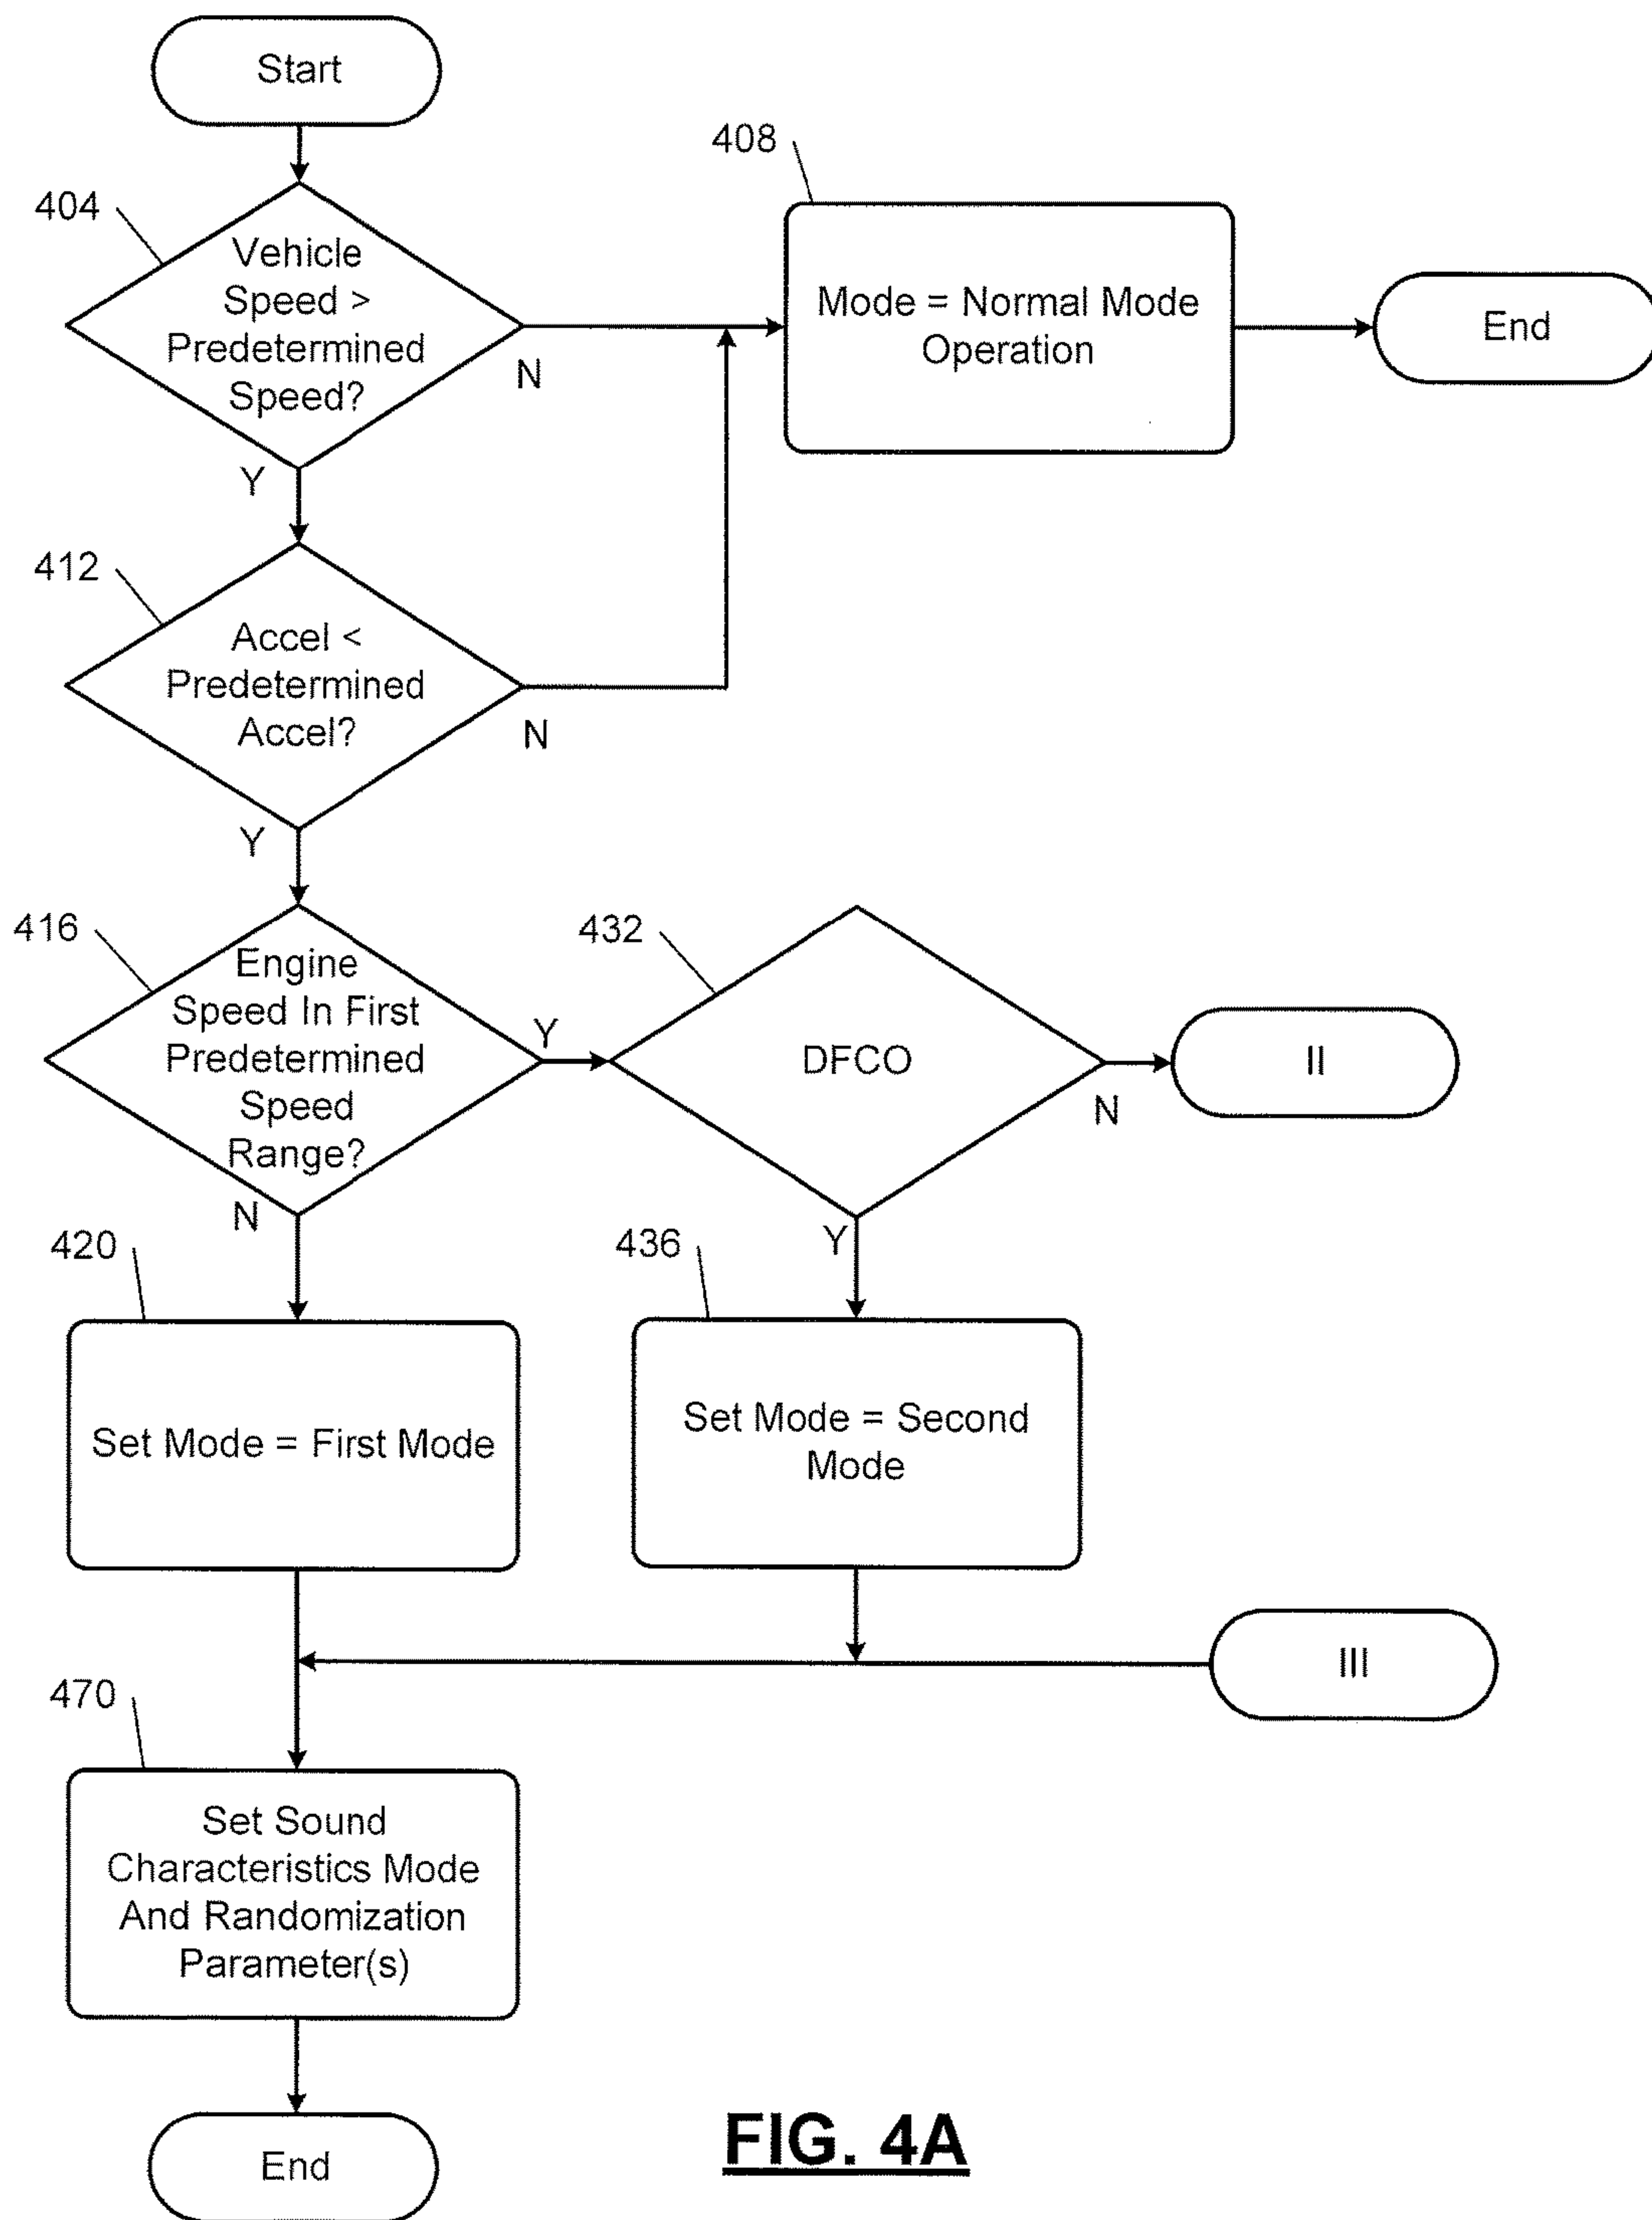 Start
404
Vehicle
Speed >
Predetermined
Speed?
N
Y
408
Mode = Normal Mode
Operation
End
412
Accel <
Predetermined
Accel?
N
Y
416
Engine
Speed In First
Predetermined
Speed
Range?
Y
N
432
DFCO
N
Y
II
420
Set Mode = First Mode
436
Set Mode = Second
Mode
III
470
Set Sound
Characteristics Mode
And Randomization
Parameter(s)
End
FIG. 4A